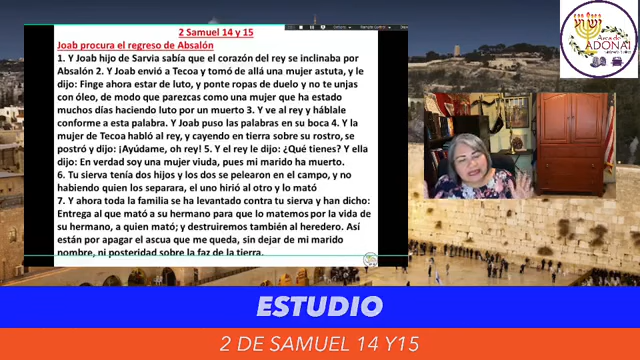 2 Samuel 14 y 15
Joab procura el regreso de Absalón
1. Y Joab hijo de Sarvia sabía que el corazón del rey se inclinaba por
Absalón 2. Y Joab envió a Tecoa y tomó de allá una mujer astuta, y le
dijo: Finge ahora estar de luto, y ponte ropas de duelo y no te unjas
con óleo, de modo que parezcas como una mujer que ha estado
muchos días haciendo luto por un muerto 3. Y ve al rey y háblale
conforme a esta palabra. Y Joab puso las palabras en su boca 4. Y la
mujer de Tecoa habló al rey, y cayendo en tierra sobre su rostro, se
postró y dijo: ¡Ayúdame, oh rey! 5. Y el rey le dijo: ¿Qué tienes? Y ella
dijo: En verdad soy una mujer viuda, pues mi marido ha muerto.
6. Tu sierva tenía dos hijos y los dos se pelearon en el campo, y no
habiendo quien los separara, el uno hirió al otro y lo mató
7. Y ahora toda la familia se ha levantado contra tu sierva y han dicho:
Entrega al que mató a su hermano para que lo matemos por la vida de
su hermano, a quien mató; y destruiremos también al heredero. Así
están por apagar el ascua que me queda, sin dejar de mi marido
nombre, ni posteridad sobre la faz de la tierra.
ADONAI
ESTUDIO
2 DE SAMUEL 14 Y15